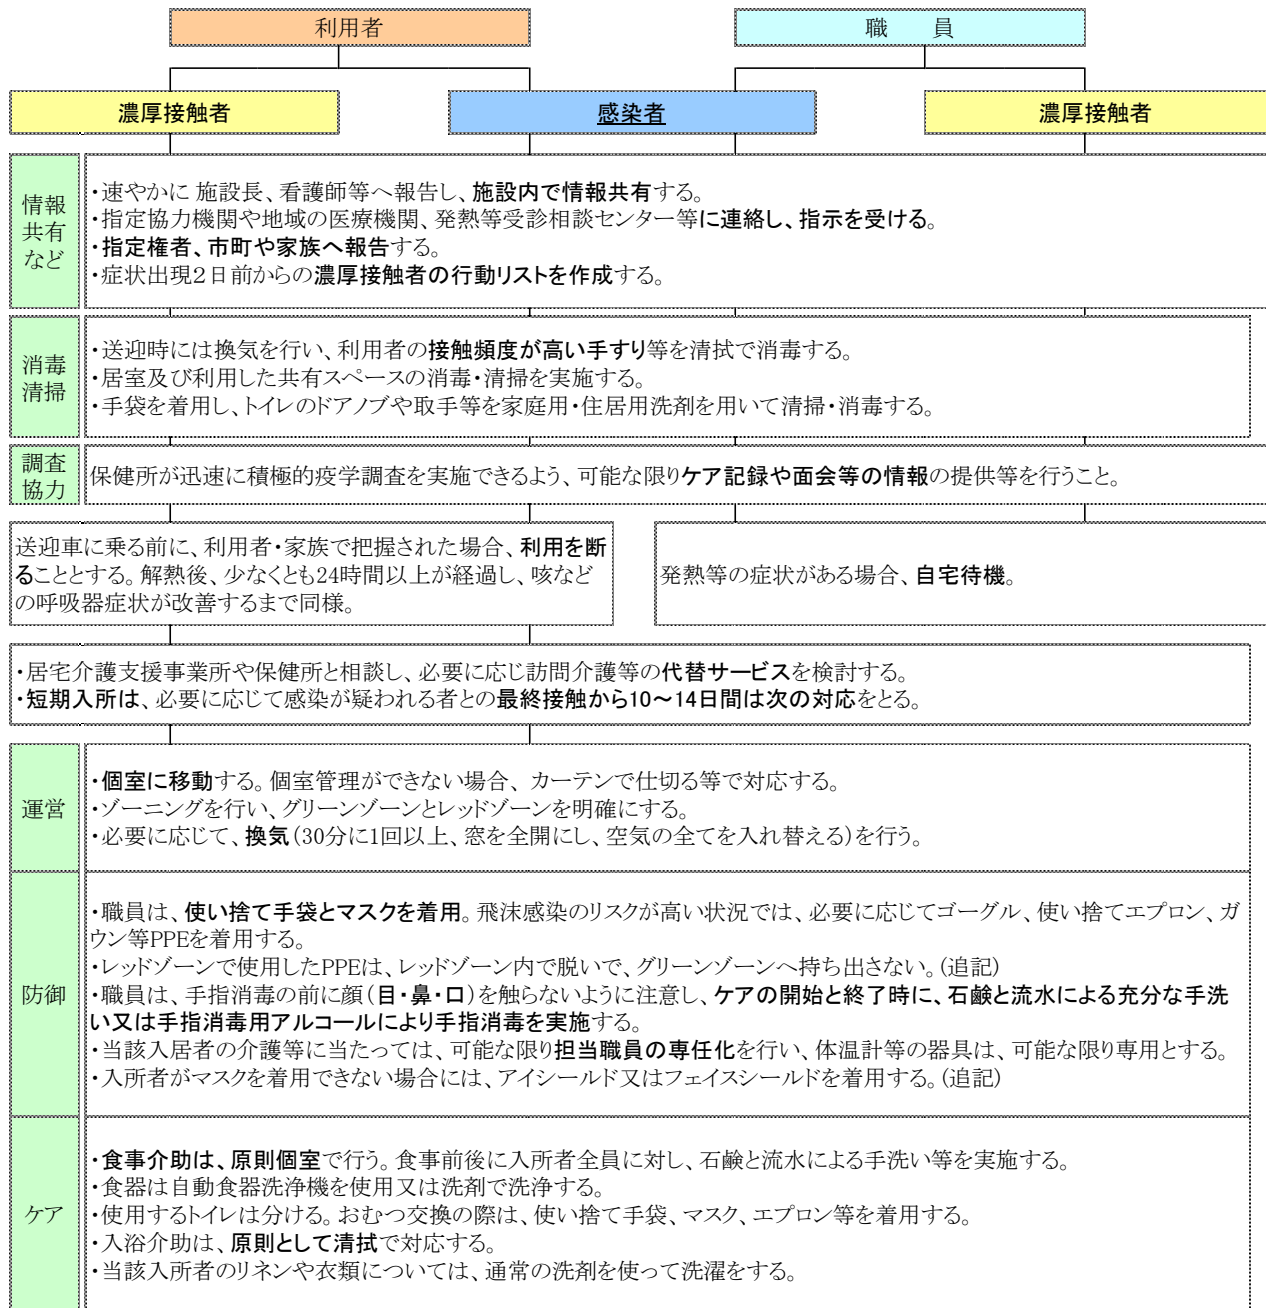 利用者
職　員
濃厚接触者
感染者
濃厚接触者
情報
共有
など
・速やかに 施設長、看護師等へ報告し、施設内で情報共有する。
・指定協力機関や地域の医療機関、発熱等受診相談センター等に連絡し、指示を受ける。
・指定権者、市町や家族へ報告する。
・症状出現２日前からの濃厚接触者の行動リストを作成する。
消毒
清掃
・送迎時には換気を行い、利用者の接触頻度が高い手すり等を清拭で消毒する。
・居室及び利用した共有スペースの消毒・清掃を実施する。
・手袋を着用し、トイレのドアノブや取手等を家庭用・住居用洗剤を用いて清掃・消毒する。
調査
協力
保健所が迅速に積極的疫学調査を実施できるよう、可能な限りケア記録や面会等の情報の提供等を行うこと。
送迎車に乗る前に、利用者・家族で把握された場合、利用を断
ることとする。解熱後、少なくとも24時間以上が経過し、咳など
の呼吸器症状が改善するまで同様。
発熱等の症状がある場合、自宅待機。
・居宅介護支援事業所や保健所と相談し、必要に応じ訪問介護等の代替サービスを検討する。
・短期入所は、必要に応じて感染が疑われる者との最終接触から10～14日間は次の対応をとる。
運営
・個室に移動する。個室管理ができない場合、カーテンで仕切る等で対応する。
・ゾーニングを行い、グリーンゾーンとレッドゾーンを明確にする。
・必要に応じて、換気（30分に1回以上、窓を全開にし、空気の全てを入れ替える）を行う。
防御
・職員は、使い捨て手袋とマスクを着用。飛沫感染のリスクが高い状況では、必要に応じてゴーグル、使い捨てエプロン、ガ
ウン等PPEを着用する。
・レッドゾーンで使用したPPEは、レッドゾーン内で脱いで、グリーンゾーンへ持ち出さない。（追記）
・職員は、手指消毒の前に顔（目・鼻・口）を触らないように注意し、ケアの開始と終了時に、石鹸と流水による充分な手洗
い又は手指消毒用アルコールにより手指消毒を実施する。
・当該入居者の介護等に当たっては、可能な限り担当職員の専任化を行い、体温計等の器具は、可能な限り専用とする。
・入所者がマスクを着用できない場合には、アイシールド又はフェイスシールドを着用する。（追記）
ケア
・食事介助は、原則個室で行う。食事前後に入所者全員に対し、石鹸と流水による手洗い等を実施する。
・食器は自動食器洗浄機を使用又は洗剤で洗浄する。
・使用するトイレは分ける。おむつ交換の際は、使い捨て手袋、マスク、エプロン等を着用する。
・入浴介助は、原則として清拭で対応する。
・当該入所者のリネンや衣類については、通常の洗剤を使って洗濯をする。